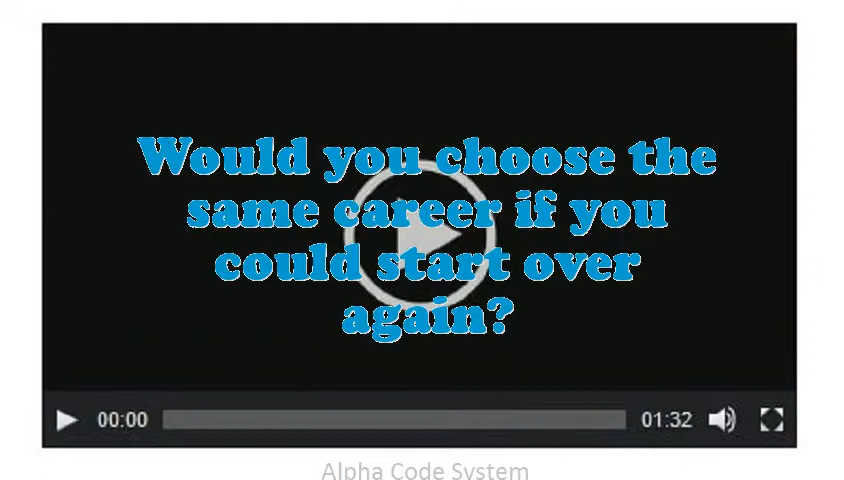 Would you choose the
same career if you
could start over
again?
00:00
01:32
Alpha Code System